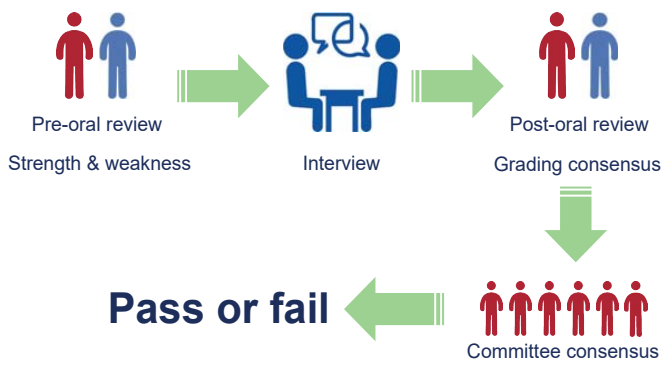 Pre-oral review
Strength & weakness
Interview
Post-oral review
Grading consensus
Pass or fail
Committee consensus